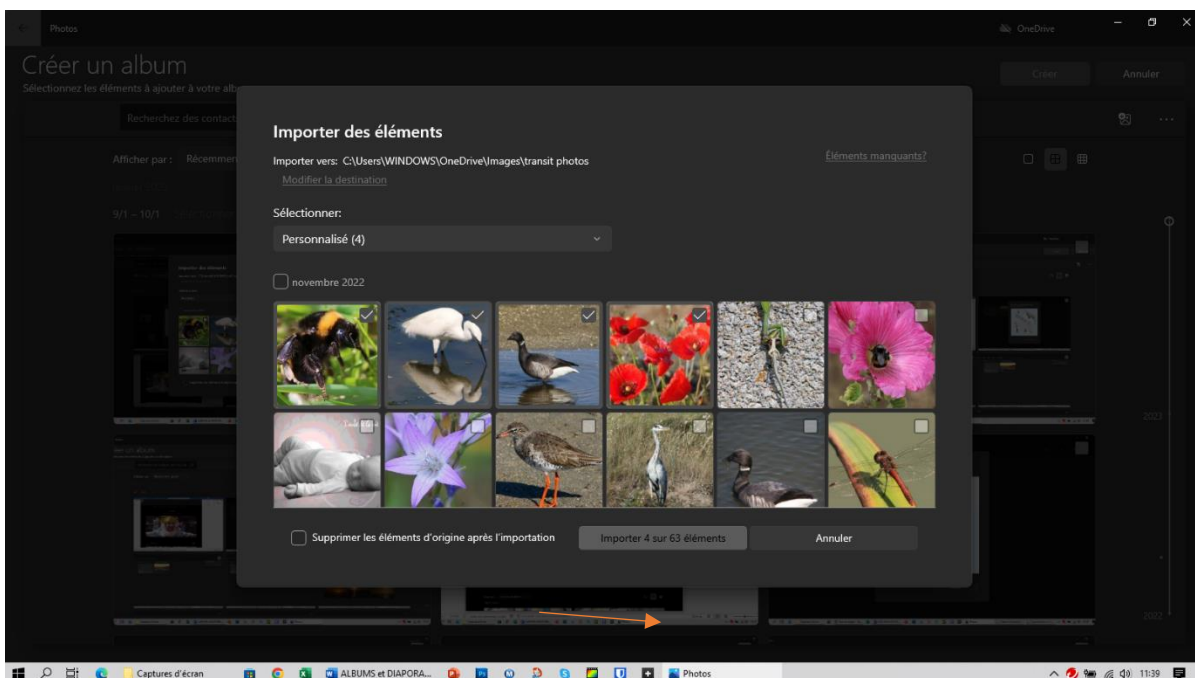 Photos
OneDrive
Créer un album
Sélectionnez les éléments à ajouter à votre alb
Créer
Annuler
Recherchez des contact
Importer des éléments
Importer vers: C:\Users\WINDOWS\OneDrive\Images\transit photos
Éléments manquants?
Afficher par : Récemmen
Modifier la destination
9/1 – 10/1
Sélectionner:
Personnalisé (4)
novembre 2022
2023
Supprimer les éléments d'origine après l'importation
Importer 4 sur 63 éléments
Annuler
2022
Captures d'écran
ALBUMS et DIAPORA...
Photos
11:39